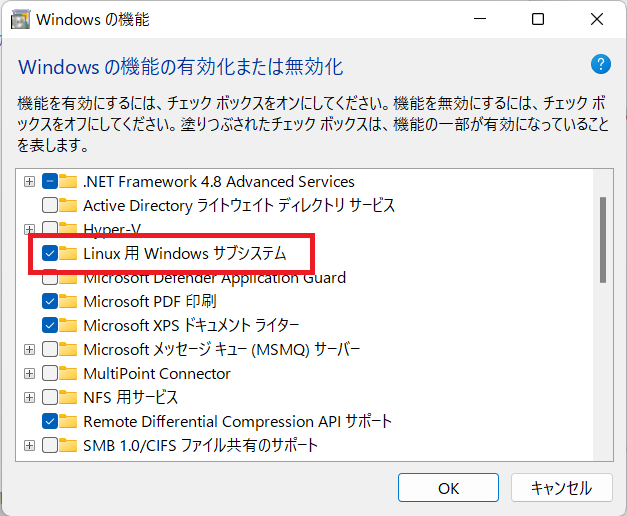 Windows の機能
Windows の機能の有効化または無効化
?
機能を有効にするには、チェック ボックスをオンにしてください。機能を無効にするには、チェック ボ
ックスをオフにしてください。塗りつぶされたチェック ボックスは、機能の一部が有効になっていること
を表します。
.NET Framework 4.8 Advanced Services
Active Directory ライトウェイト ディレクトリ サービス
Hyper-V
Linux 用 Windows サブシステム
Microsoft Defender Application Guard
Microsoft PDF 印刷
Microsoft XPS ドキュメント ライター
Microsoft メッセージ キュー (MSMQ) サーバー
MultiPoint Connector
NFS 用サービス
Remote Differential Compression API サポート
SMB 1.0/CIFS ファイル共有のサポート
OK
キャンセル